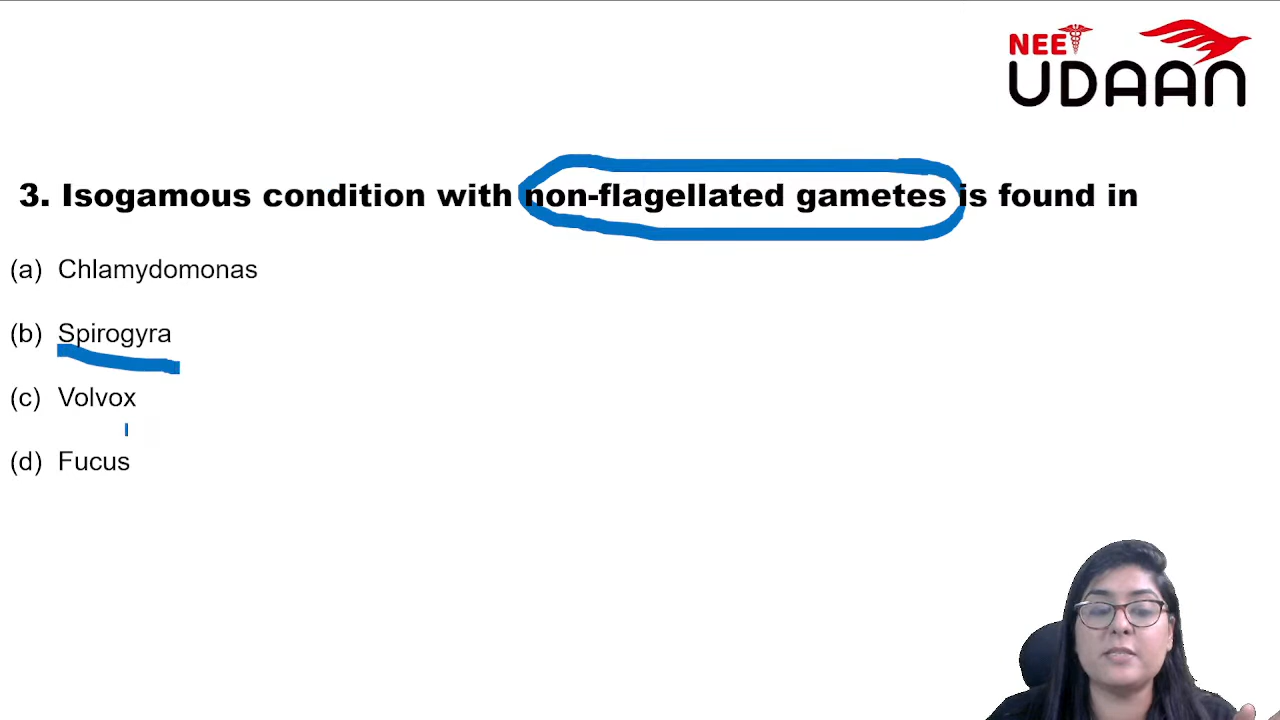 NEET
UDAAN
3. Isogamous condition with non-flagellated gametes is found in
(a) Chlamydomonas
(b) Spirogyra
(c) Volvox
(d) Fucus